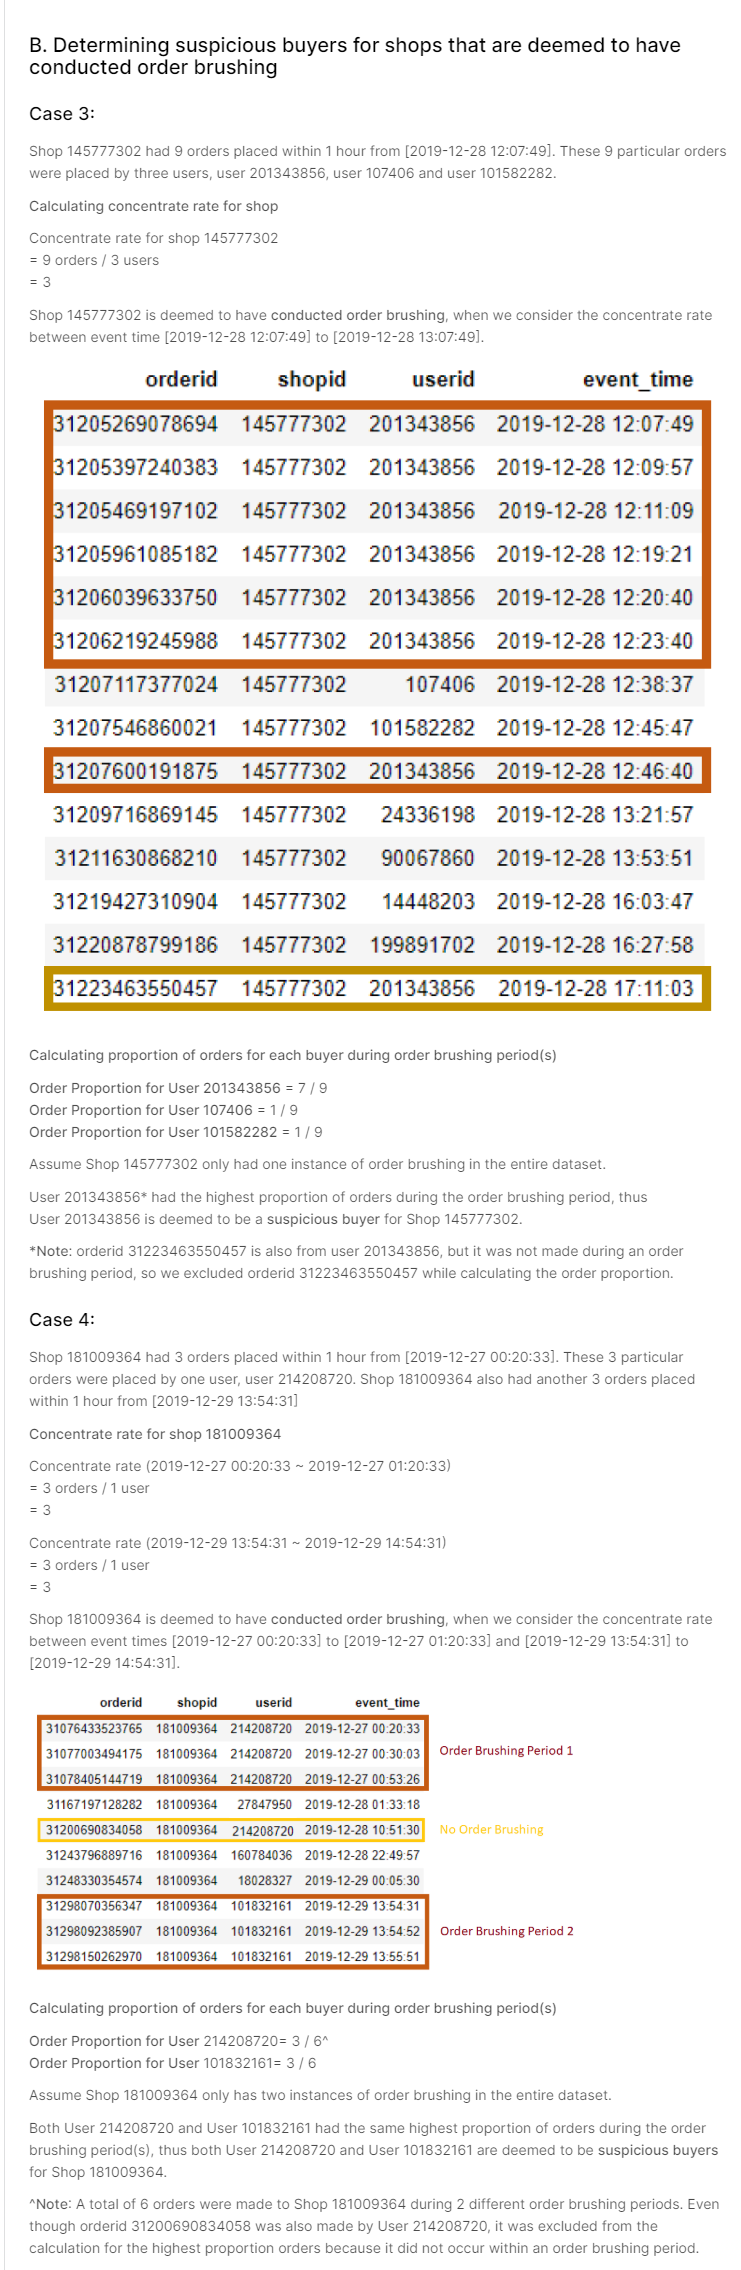 B. Determining suspicious buyers for shops that are deemed to have
conducted order brushing
Case 3:
Shop 145777302 had 9 orders placed within 1 hour from [2019-12-28 12:07:49]. These 9 particular orders
were placed by three users, user 201343856, user 107406 and user 101582282.
Calculating concentrate rate for shop
Concentrate rate for shop 145777302
= 9 orders / 3 users
= 3
Shop 145777302 is deemed to have conducted order brushing, when we consider the concentrate rate
between event time [2019-12-28 12:07:49] to [2019-12-28 13:07:49].
orderid shopid userid event_time
31205269078694 145777302 201343856 2019-12-28 12:07:49
31205397240383 145777302 201343856 2019-12-28 12:09:57
31205469197102 145777302 201343856 2019-12-28 12:11:09
31205961085182 145777302 201343856 2019-12-28 12:19:21
31206039633750 145777302 201343856 2019-12-28 12:20:40
31206219245988 145777302 201343856 2019-12-28 12:23:40
31207117377024 145777302 107406 2019-12-28 12:38:37
31207546860021 145777302 101582282 2019-12-28 12:45:47
31207600191875 145777302 201343856 2019-12-28 12:46:40
31209716869145 145777302 24336198 2019-12-28 13:21:57
31211630868210 145777302 90067860 2019-12-28 13:53:51
31219427310904 145777302 14448203 2019-12-28 16:03:47
31220878799186 145777302 199891702 2019-12-28 16:27:58
31223463550457 145777302 201343856 2019-12-28 17:11:03
Calculating proportion of orders for each buyer during order brushing period(s)
Order Proportion for User 201343856 = 7 / 9
Order Proportion for User 107406 = 1 / 9
Order Proportion for User 101582282 = 1 / 9
Assume Shop 145777302 only had one instance of order brushing in the entire dataset.
User 201343856* had the highest proportion of orders during the order brushing period, thus
User 201343856 is deemed to be a suspicious buyer for Shop 145777302.
*Note: orderid 31223463550457 is also from user 201343856, but it was not made during an order
brushing period, so we excluded orderid 31223463550457 while calculating the order proportion.
Case 4:
Shop 181009364 had 3 orders placed within 1 hour from [2019-12-27 00:20:33]. These 3 particular
orders were placed by one user, user 214208720. Shop 181009364 also had another 3 orders placed
within 1 hour from [2019-12-29 13:54:31]
Concentrate rate for shop 181009364
Concentrate rate (2019-12-27 00:20:33 ~ 2019-12-27 01:20:33)
= 3 orders / 1 user
= 3
Concentrate rate (2019-12-29 13:54:31 ~ 2019-12-29 14:54:31)
= 3 orders / 1 user
= 3
Shop 181009364 is deemed to have conducted order brushing, when we consider the concentrate rate
between event times [2019-12-27 00:20:33] to [2019-12-27 01:20:33] and [2019-12-29 13:54:31] to
[2019-12-29 14:54:31].
orderid shopid userid event_time
31076433523765 181009364 214208720 2019-12-27 00:20:33
31077003494175 181009364 214208720 2019-12-27 00:30:03
Order Brushing Period 1
31078405144719 181009364 214208720 2019-12-27 00:53:26
31167197128282 181009364 27847950 2019-12-28 01:33:18
31200690834058 181009364 214208720 2019-12-28 10:51:30 No Order Brushing
31243796889716 181009364 160784036 2019-12-28 22:49:57
31248330354574 181009364 18028327 2019-12-29 00:05:30
31298070356347 181009364 101832161 2019-12-29 13:54:31
31298092385907 181009364 101832161 2019-12-29 13:54:52 Order Brushing Period 2
31298150262970 181009364 101832161 2019-12-29 13:55:51
Calculating proportion of orders for each buyer during order brushing period(s)
Order Proportion for User 214208720= 3 / 6^
Order Proportion for User 101832161= 3 / 6
Assume Shop 181009364 only has two instances of order brushing in the entire dataset.
Both User 214208720 and User 101832161 had the same highest proportion of orders during the order
brushing period(s), thus both User 214208720 and User 101832161 are deemed to be suspicious buyers
for Shop 181009364.
^Note: A total of 6 orders were made to Shop 181009364 during 2 different order brushing periods. Even
though orderid 31200690834058 was also made by User 214208720, it was excluded from the
calculation for the highest proportion orders because it did not occur within an order brushing period.